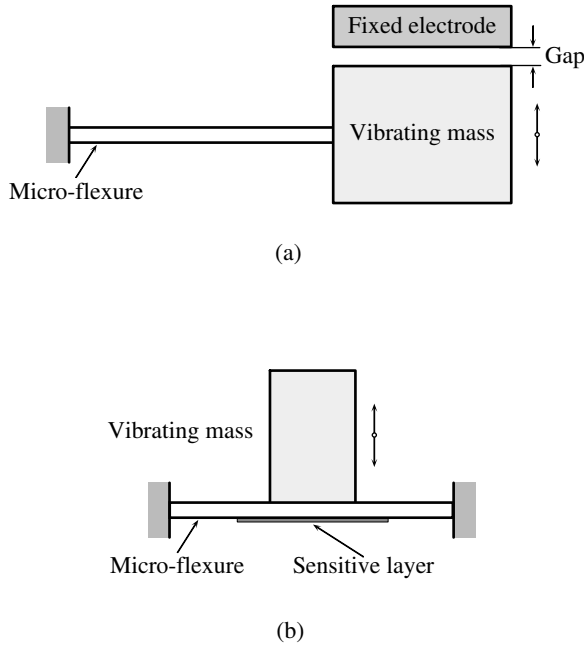 Fixed electrode
Gap
Vibrating mass
Micro-flexure
(a)
Vibrating mass
Micro-flexure
Sensitive layer
(b)